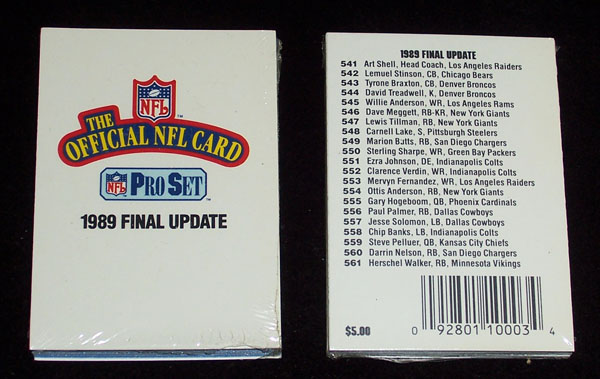 NFL
™
THE
OFFICIAL NFL CARD
NFL PRO SET™
1989 FINAL UPDATE
1989 FINAL UPDATE
541 Art Shell, Head Coach, Los Angeles Raiders
542 Lemuel Stinson, CB, Chicago Bears
543 Tyrone Braxton, CB, Denver Broncos
544 David Treadwell, K, Denver Broncos
545 Willie Anderson, WR, Los Angeles Rams
546 Dave Meggett, RB-KR, New York Giants
547 Lewis Tillman, RB, New York Giants
548 Carnell Lake, S, Pittsburgh Steelers
549 Marion Butts, RB, San Diego Chargers
550 Sterling Sharpe, WR, Green Bay Packers
551 Ezra Johnson, DE, Indianapolis Colts
552 Clarence Verdin, WR, Indianapolis Colts
553 Mervyn Fernandez, WR, Los Angeles Raiders
554 Ottis Anderson, RB, New York Giants
555 Gary Hogeboom, QB, Phoenix Cardinals
556 Paul Palmer, RB, Dallas Cowboys
557 Jesse Solomon, LB, Dallas Cowboys
558 Chip Banks, LB, Indianapolis Colts
559 Steve Pelluer, QB, Kansas City Chiefs
560 Darrin Nelson, RB, San Diego Chargers
561 Herschel Walker, RB, Minnesota Vikings
$5.00
0 92801 10003 4